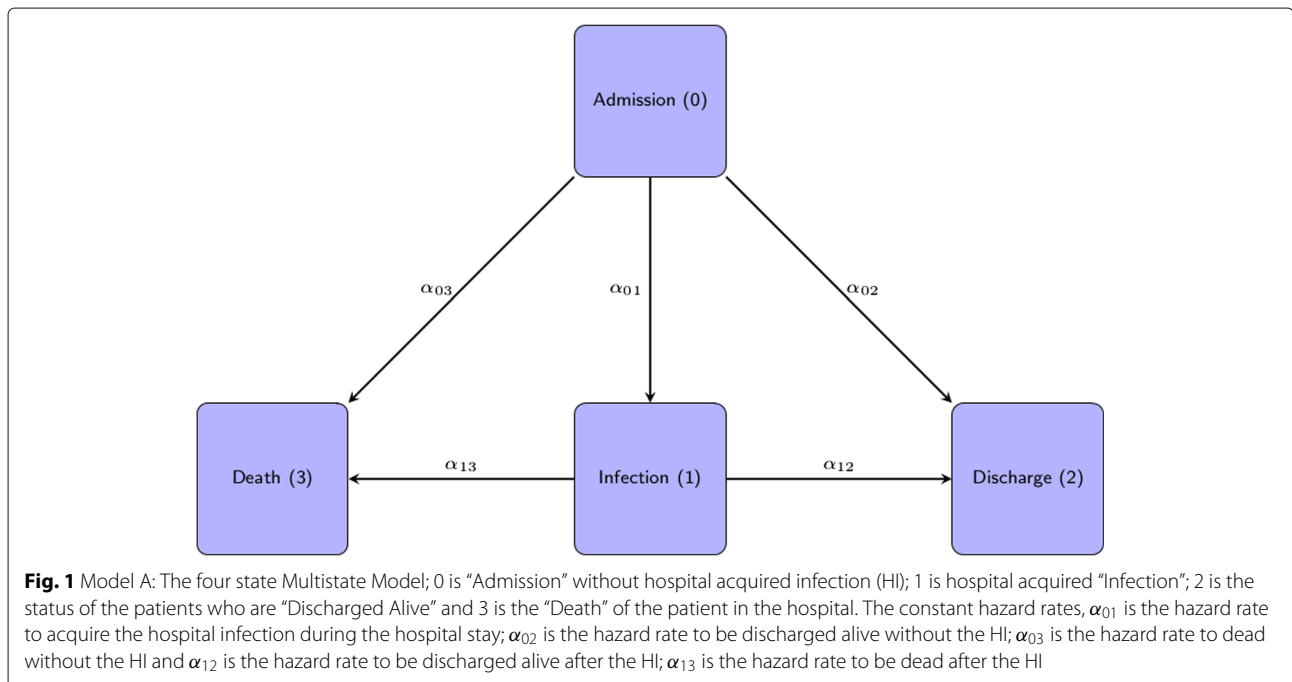 Admission (0)
α03
α01
α02
Death (3)
α13
Infection (1)
α12
Discharge (2)
Fig. 1 Model A: The four state Multistate Model; 0 is “Admission” without hospital acquired infection (HI); 1 is hospital acquired “Infection”; 2 is the
status of the patients who are “Discharged Alive” and 3 is the “Death” of the patient in the hospital. The constant hazard rates, α01 is the hazard rate
to acquire the hospital infection during the hospital stay; α02 is the hazard rate to be discharged alive without the HI; α03 is the hazard rate to dead
without the HI and α12 is the hazard rate to be discharged alive after the HI; α13 is the hazard rate to be dead after the HI